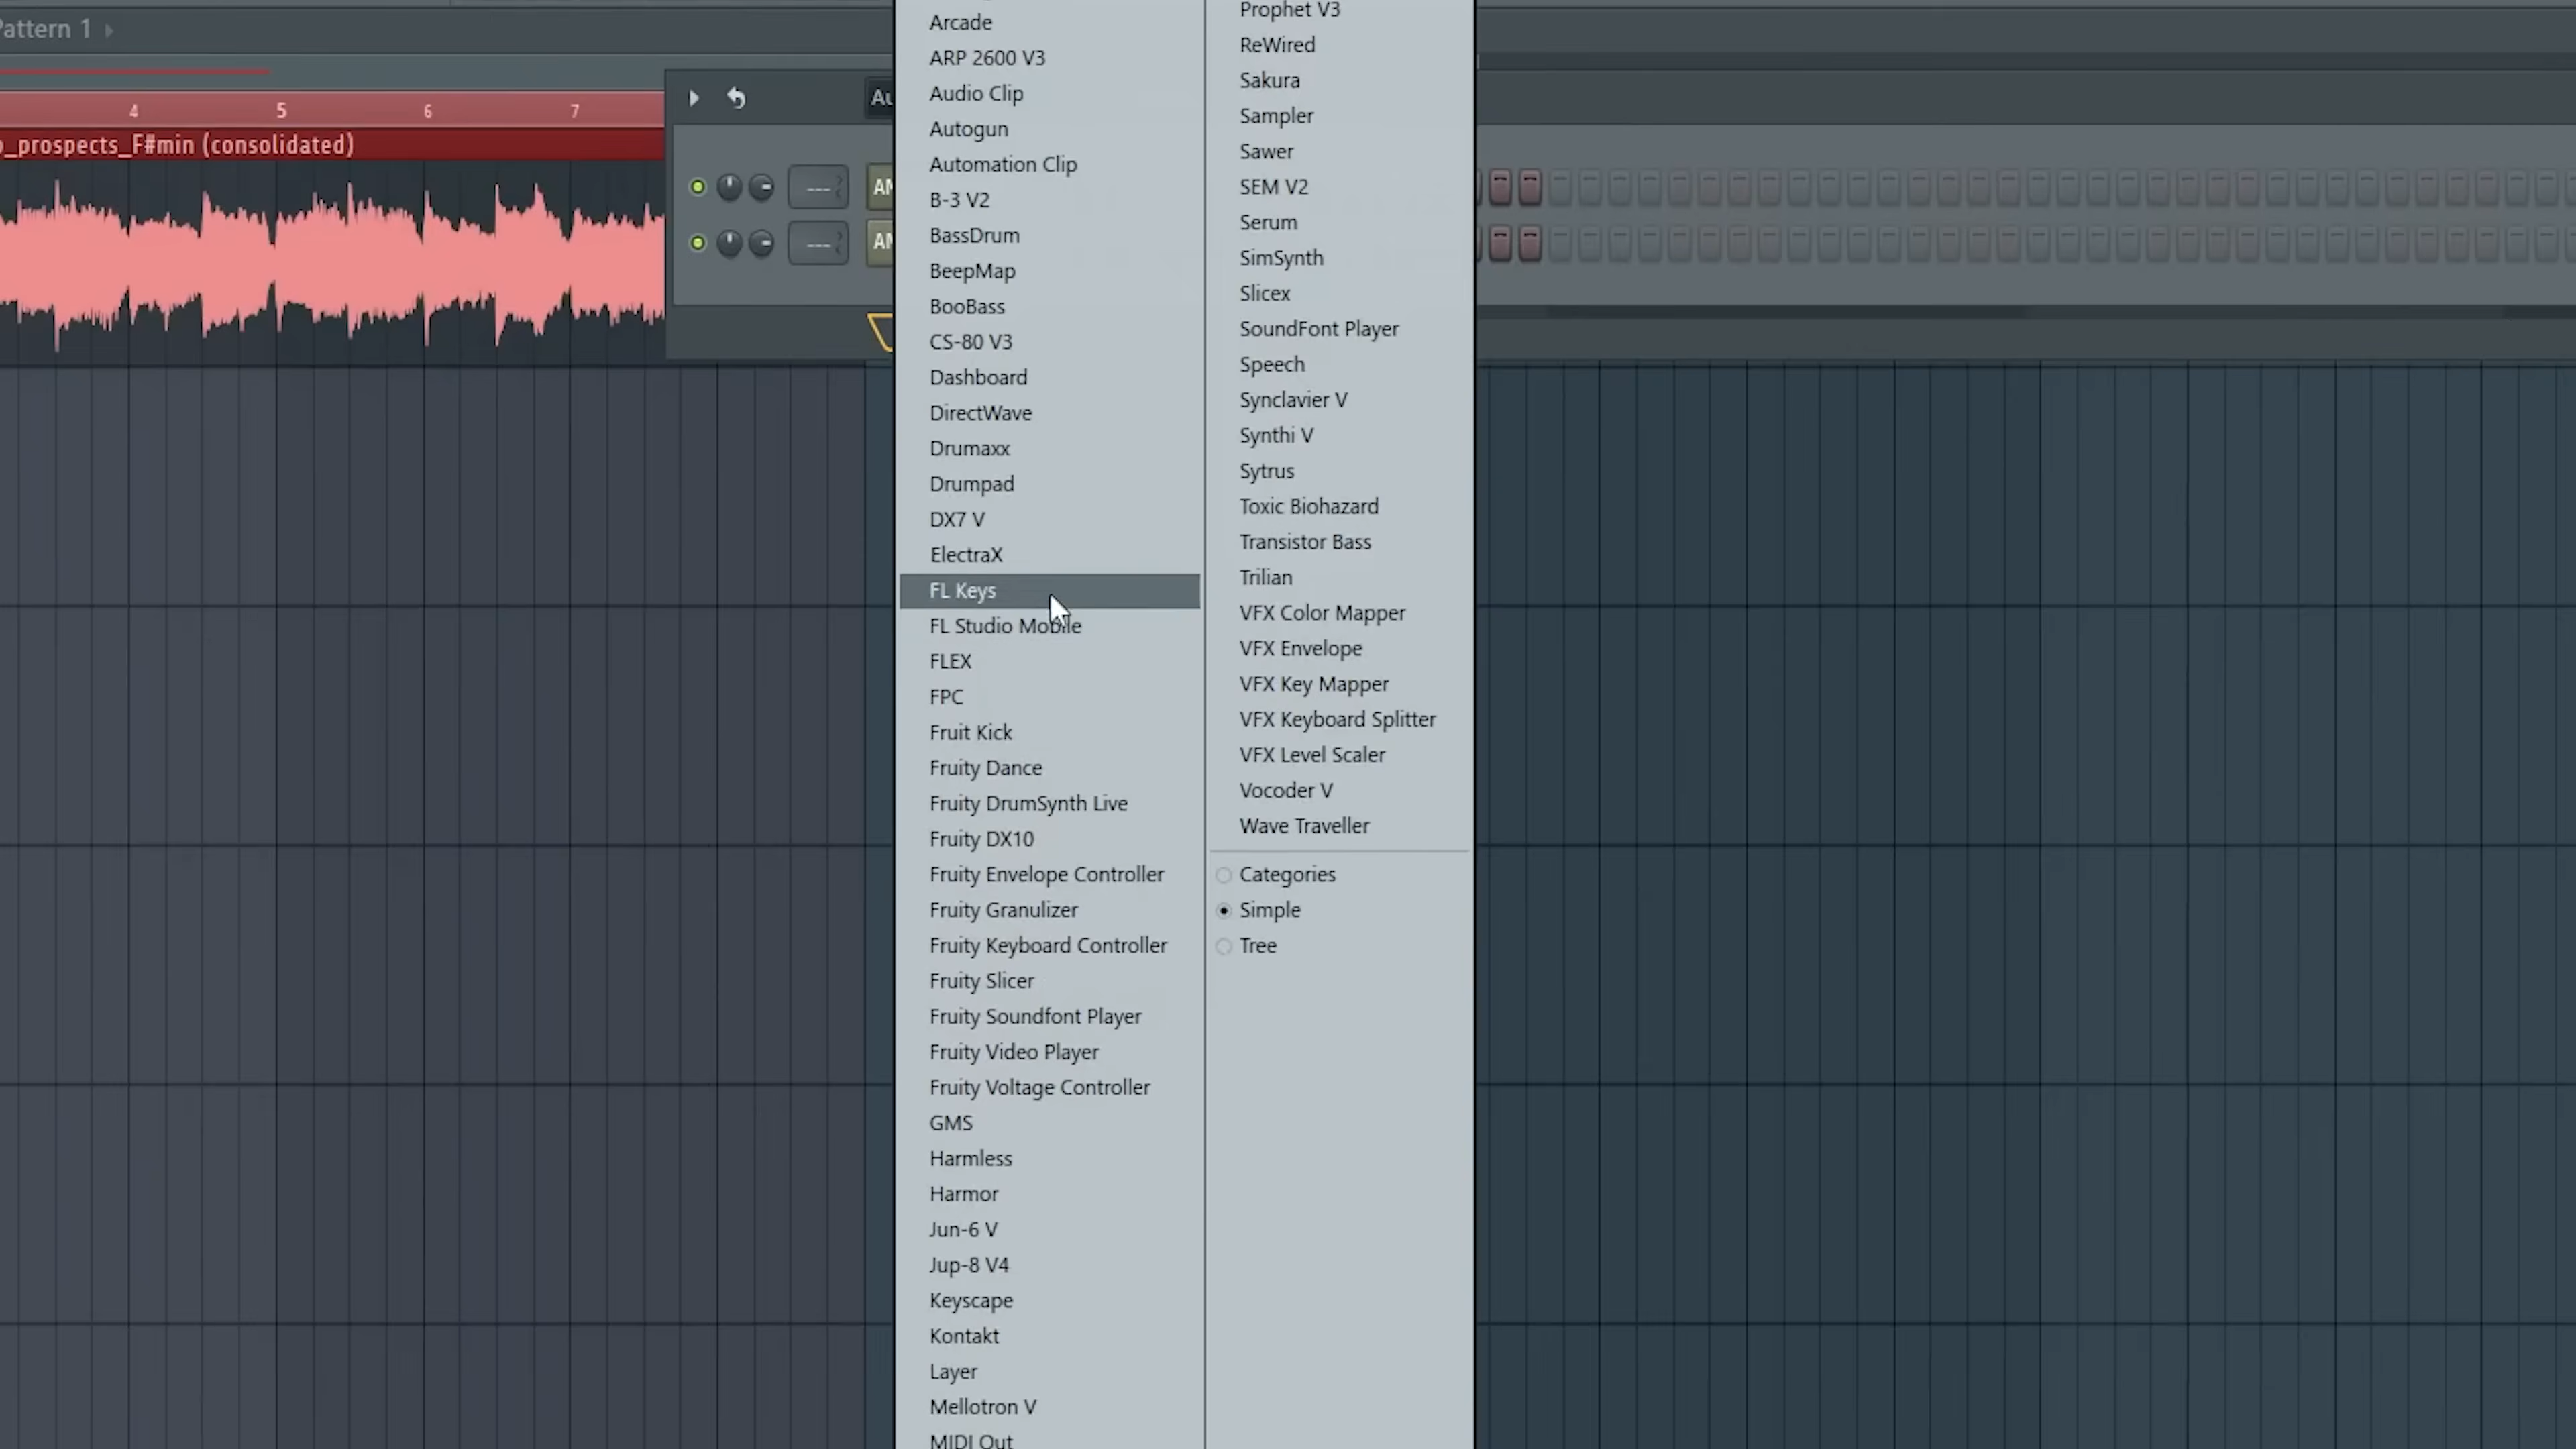 Pattern 1
4 5 6 7
_prospects_F#min (consolidated)
Au
---
AM
---
AM
Arcade
ARP 2600 V3
Audio Clip
Autogun
Automation Clip
B-3 V2
BassDrum
BeepMap
BooBass
CS-80 V3
Dashboard
DirectWave
Drumaxx
Drumpad
DX7 V
ElectraX
FL Keys
FL Studio Mobile
FLEX
FPC
Fruit Kick
Fruity Dance
Fruity DrumSynth Live
Fruity DX10
Fruity Envelope Controller
Fruity Granulizer
Fruity Keyboard Controller
Fruity Slicer
Fruity Soundfont Player
Fruity Video Player
Fruity Voltage Controller
GMS
Harmless
Harmor
Jun-6 V
Jup-8 V4
Keyscape
Kontakt
Layer
Mellotron V
MIDI Out
Prophet V3
ReWired
Sakura
Sampler
Sawer
SEM V2
Serum
SimSynth
Slicex
SoundFont Player
Speech
Synclavier V
Synthi V
Sytrus
Toxic Biohazard
Transistor Bass
Trilian
VFX Color Mapper
VFX Envelope
VFX Key Mapper
VFX Keyboard Splitter
VFX Level Scaler
Vocoder V
Wave Traveller
Categories
Simple
Tree